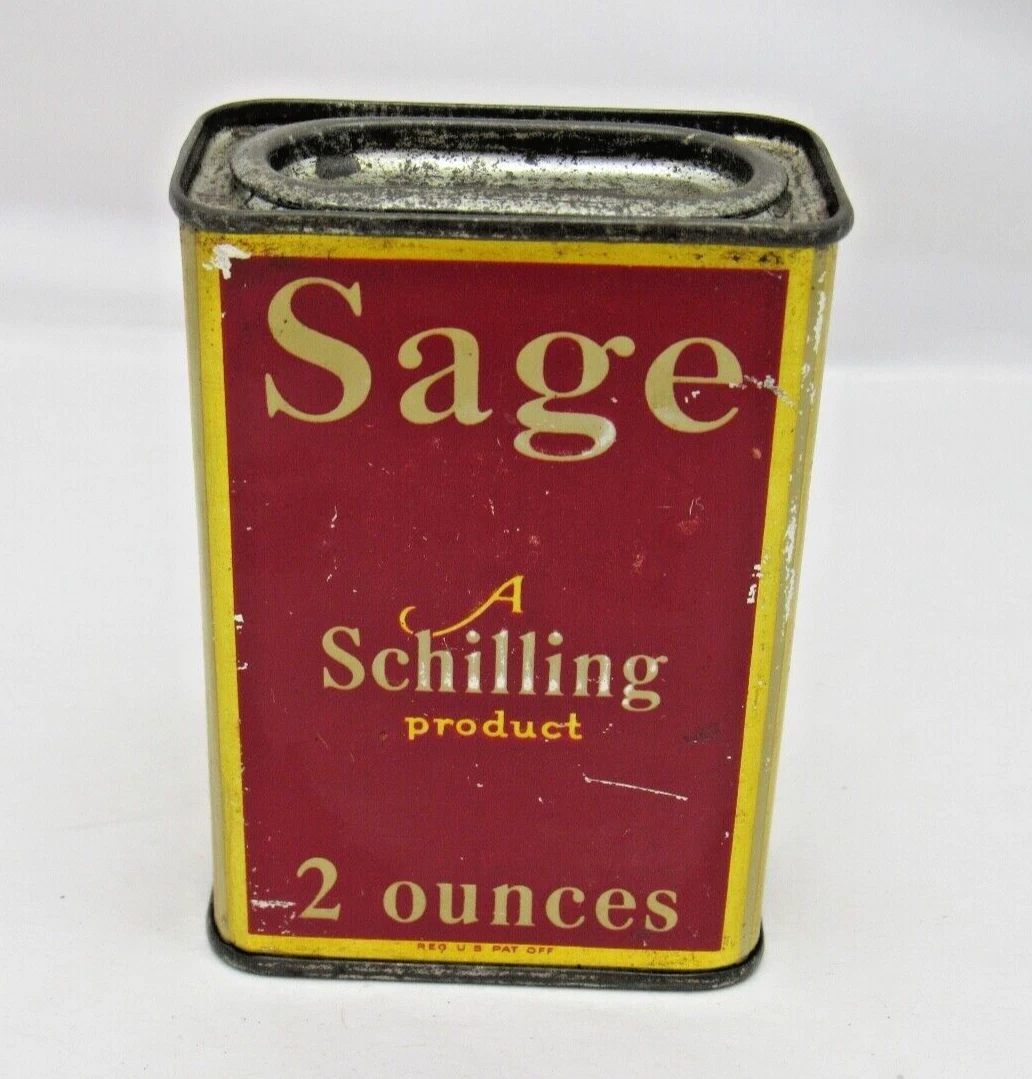 Sage
A
Schilling
product
2 ounces
REG U S PAT OFF